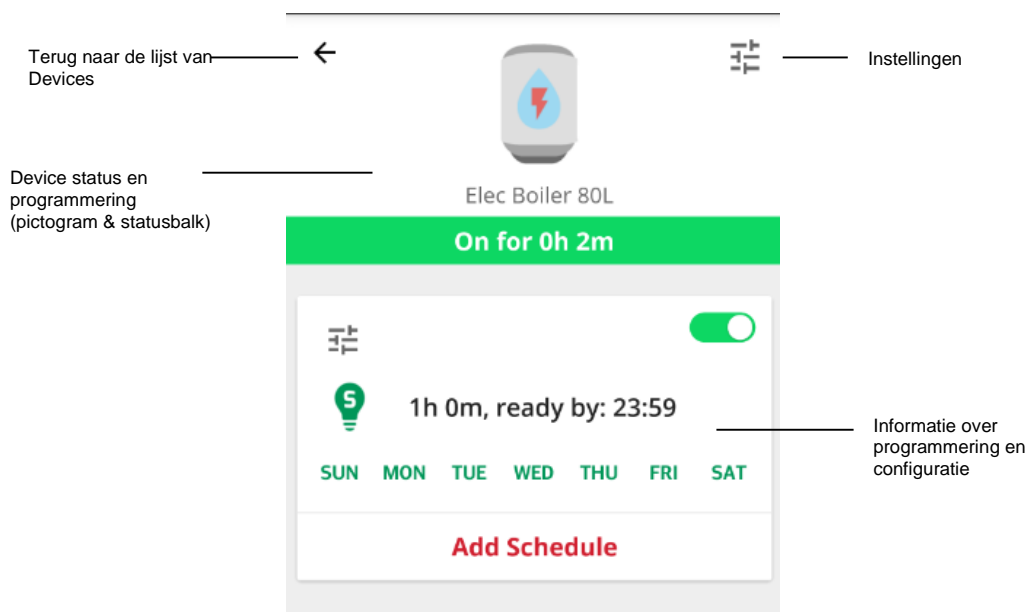 Terug naar de lijst van
Devices
Instellingen
Device status en
programmering
(pictogram & statusbalk)
Elec Boiler 80L
On for 0h 2m
S
1h 0m, ready by: 23:59
Informatie over
programmering en
configuratie
SUN MON TUE WED THU FRI SAT
Add Schedule